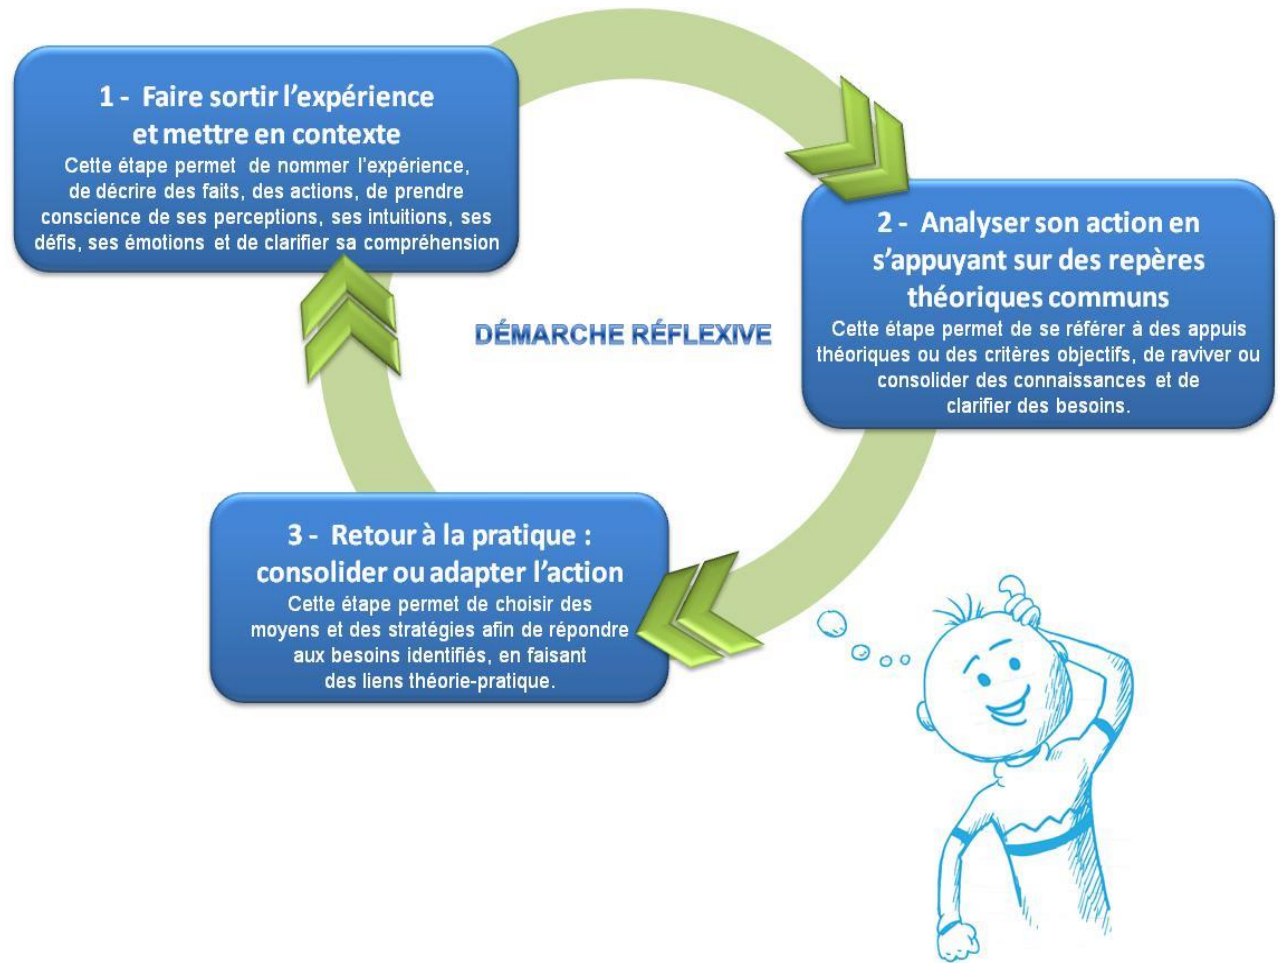 1 - Faire sortir l'expérience
et mettre en contexte
Cette étape permet de nommer l'expérience,
de décrire des faits, des actions, de prendre
conscience de ses perceptions, ses intuitions, ses
défis, ses émotions et de clarifier sa compréhension
2 - Analyser son action en
s'appuyant sur des repères
théoriques communs
Cette étape permet de se référer à des appuis
théoriques ou des critères objectifs, de raviver ou
consolider des connaissances et de
clarifier des besoins.
DÉMARCHE RÉFLEXIVE
3 - Retour à la pratique :
consolider ou adapter l'action
Cette étape permet de choisir des
moyens et des stratégies afin de répondre
aux besoins identifiés, en faisant
des liens théorie-pratique.